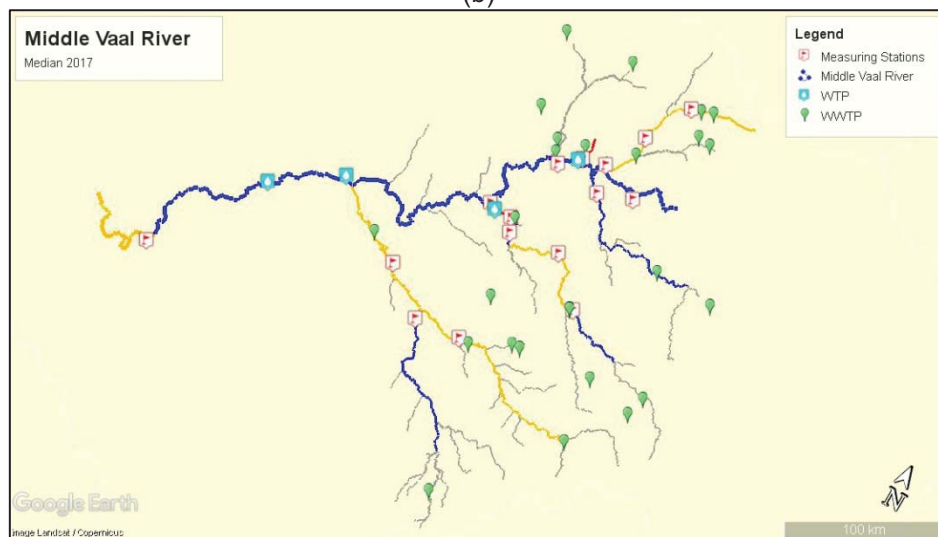 (b)
Middle Vaal River
Median 2017
Legend
Measuring Stations
Middle Vaal River
WTP
WWTP
N
Google Earth
Image Landsat / Copernicus
100 km